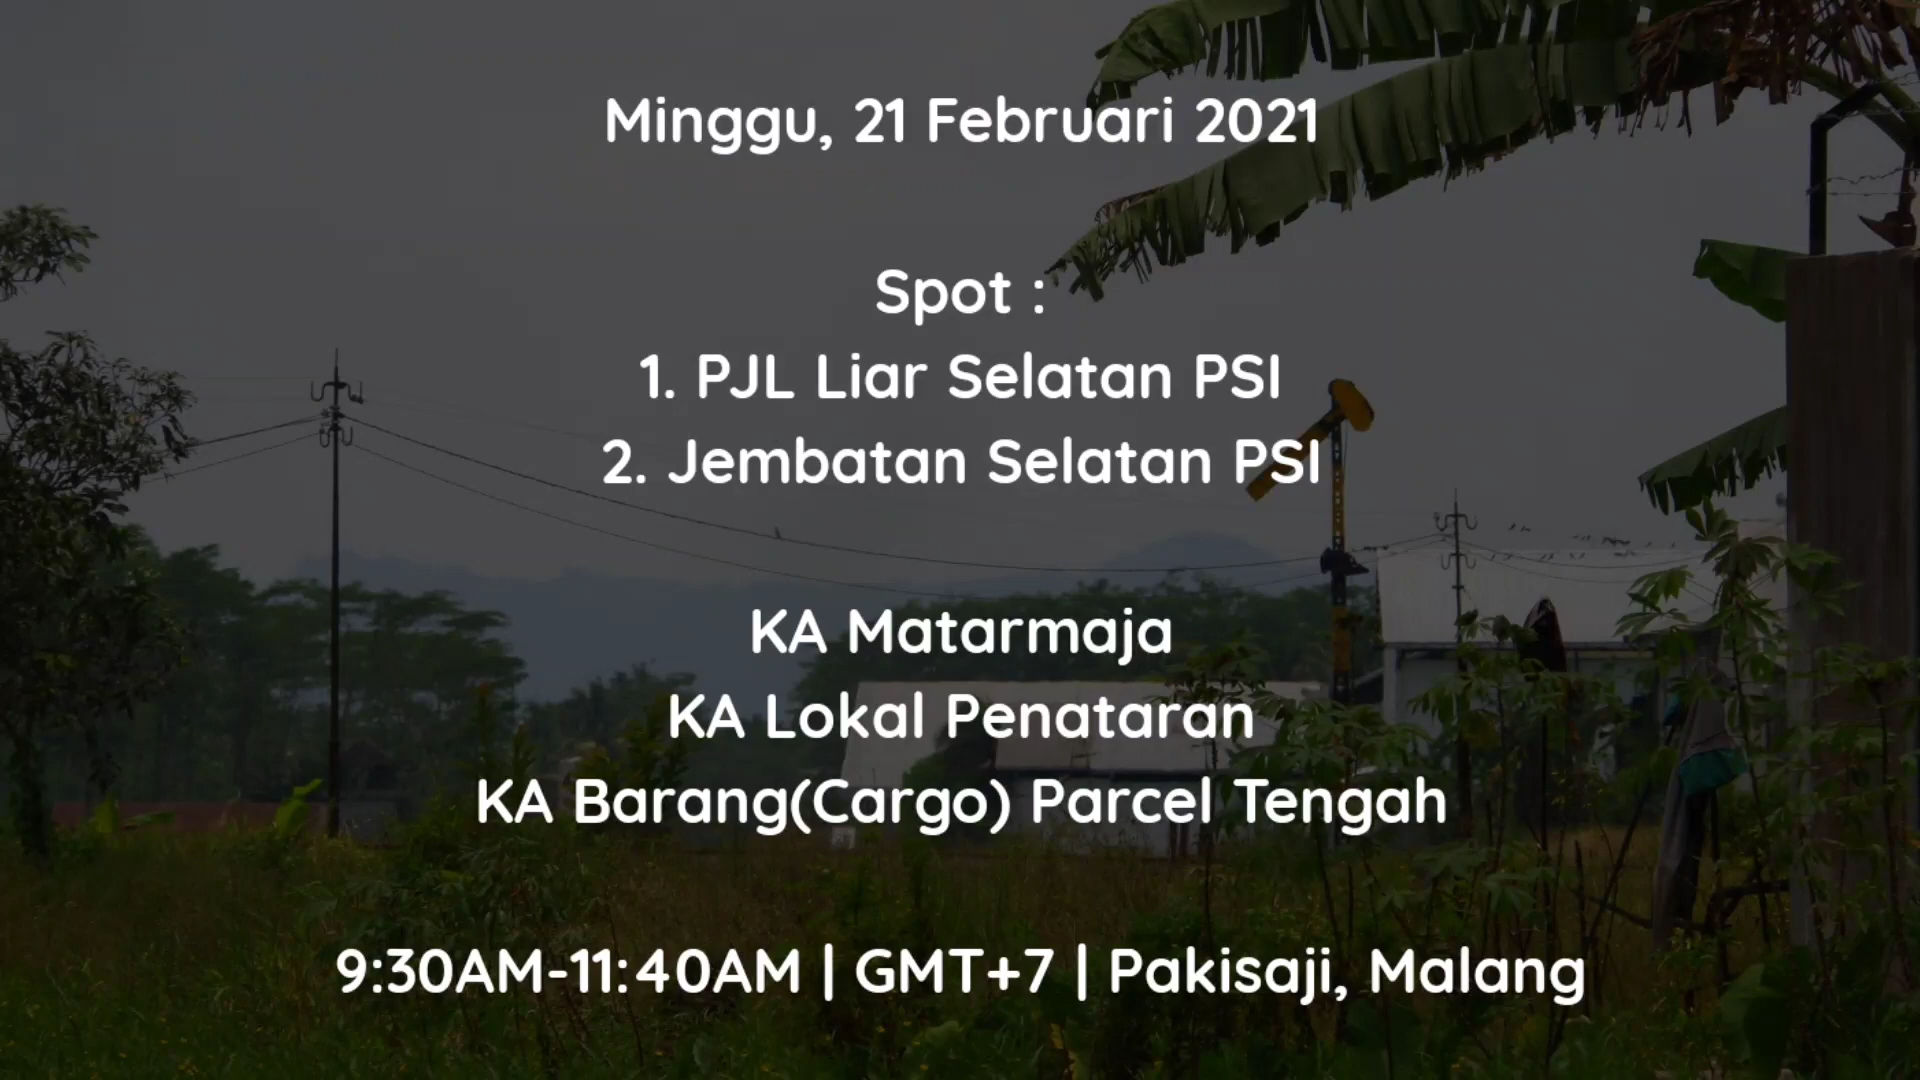 Minggu, 21 Februari 2021
Spot :
1. PJL Liar Selatan PSI
2. Jembatan Selatan PSI
KA Matarmaja
KA Lokal Penataran
KA Barang(Cargo) Parcel Tengah
9:30AM-11:40AM | GMT+7 | Pakisaji, Malang